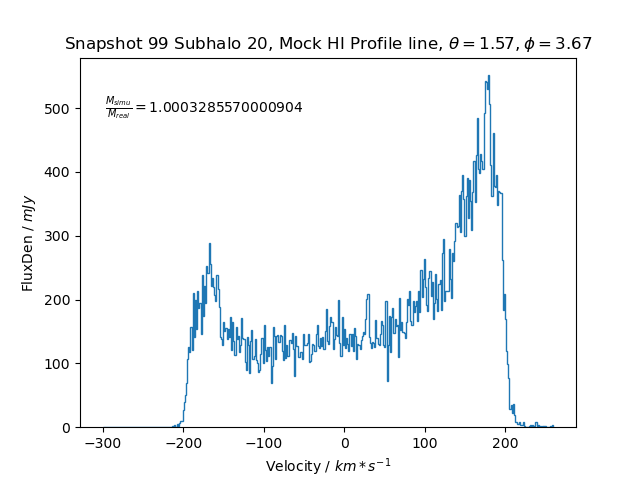 Snapshot 99 Subhalo 20, Mock HI Profile line, θ = 1.57, ϕ = 3.67
M_simu/M_real = 1.0003285570000904
FluxDen / mJy
500
400
300
200
100
0
−300 −200 −100 0 100 200
Velocity / km * s⁻¹